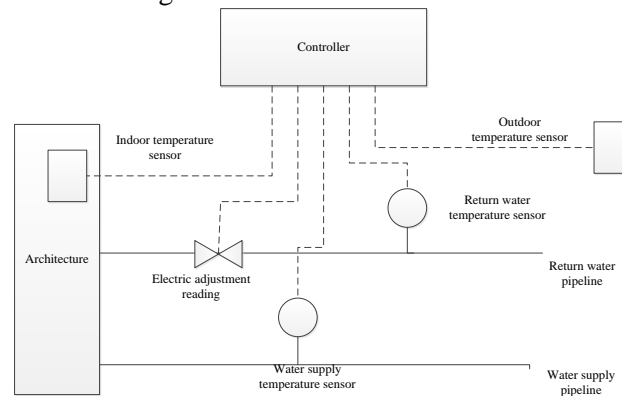 Controller
Outdoor
temperature sensor
Indoor temperature
sensor
Return water
temperature sensor
Architecture
Electric adjustment
reading
Return water
pipeline
Water supply
temperature sensor
Water supply
pipeline